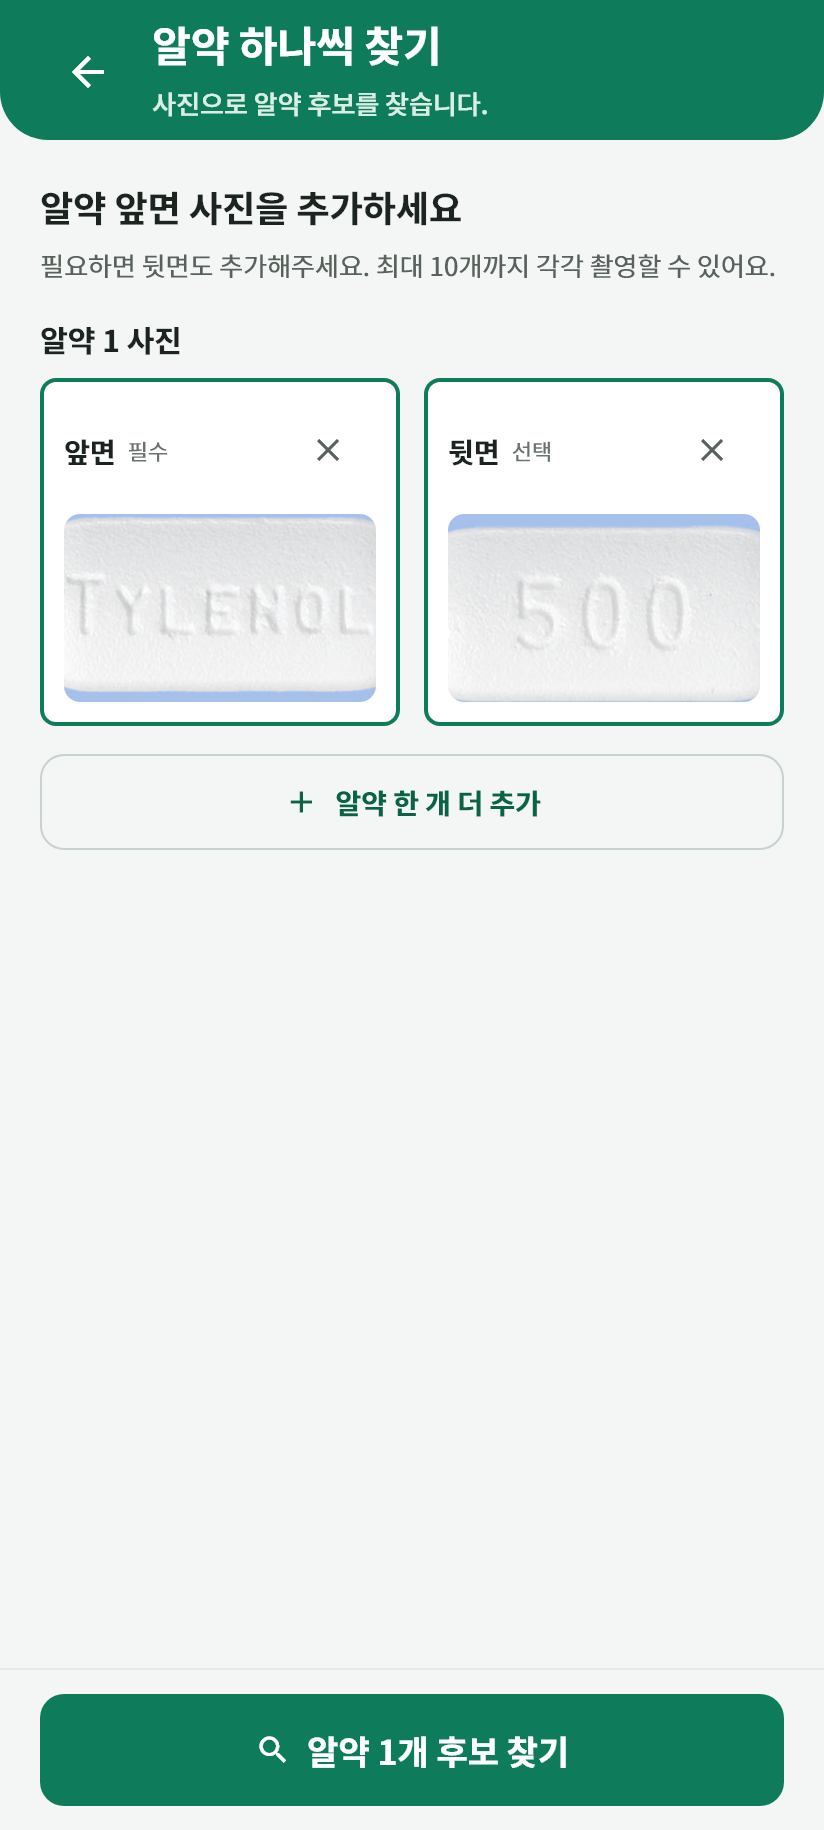 알약 하나씩 찾기
사진으로 알약 후보를 찾습니다.
알약 앞면 사진을 추가하세요
필요하면 뒷면도 추가해주세요. 최대 10개까지 각각 촬영할 수 있어요.
알약 1 사진
앞면 필수
TYLENOL
뒷면 선택
500
알약 한 개 더 추가
알약 1개 후보 찾기